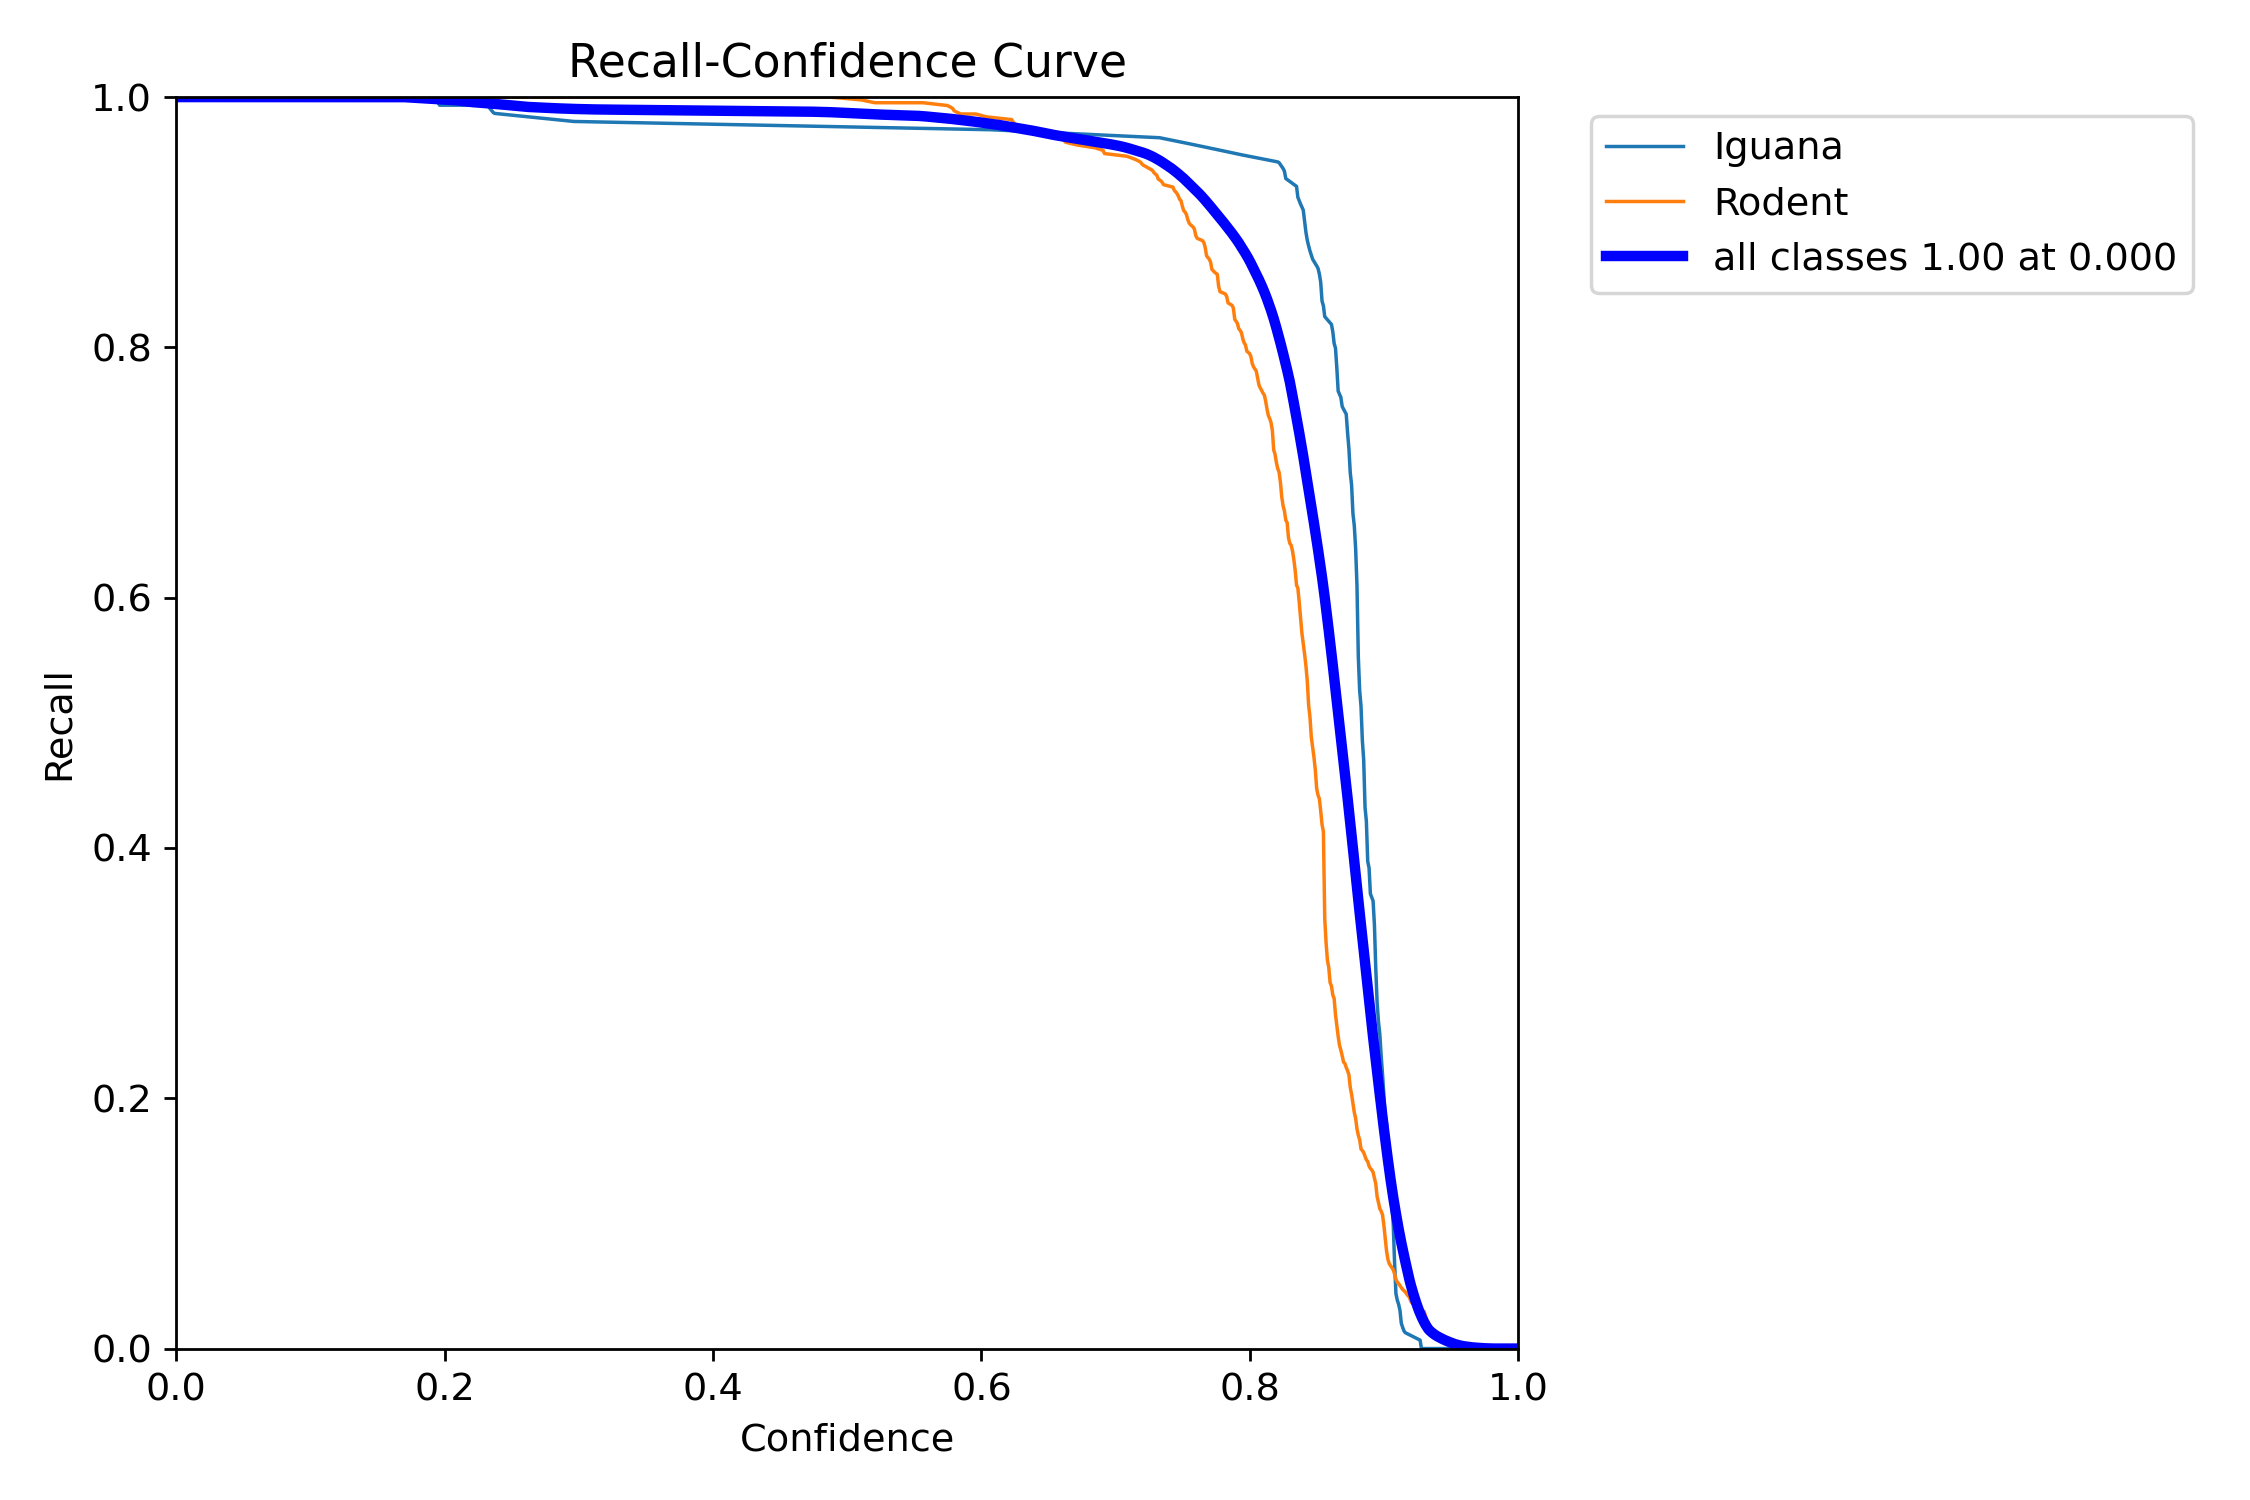 Recall-Confidence Curve
1.0
0.8
0.6
0.4
0.2
0.0
Recall
0.0 0.2 0.4 0.6 0.8 1.0
Confidence
Iguana
Rodent
all classes 1.00 at 0.000